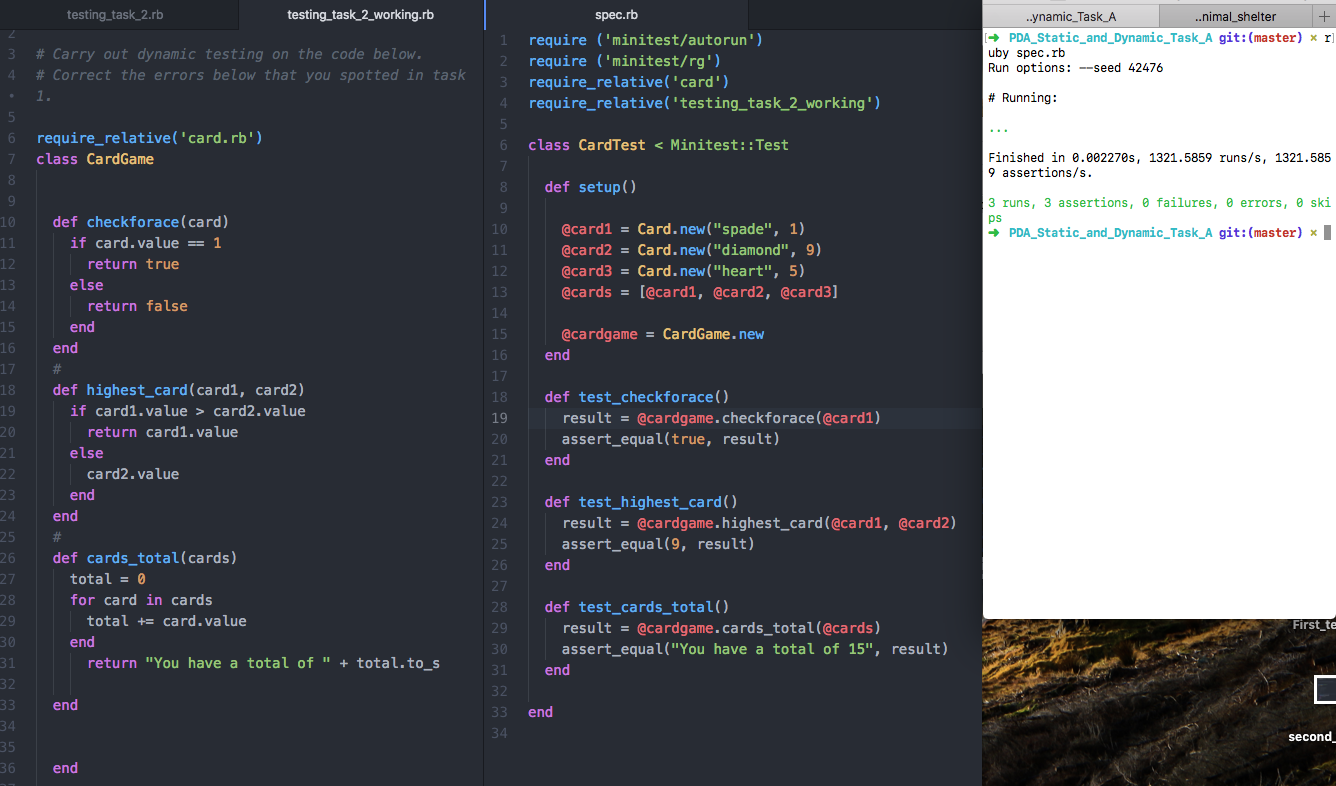 testing_task_2.rb
testing_task_2_working.rb
spec.rb
2
3 # Carry out dynamic testing on the code below.
4 # Correct the errors below that you spotted in task
• 1.
5
6 require_relative('card.rb')
7 class CardGame
8
9
10 def checkforace(card)
11 if card.value == 1
12 return true
13 else
14 return false
15 end
16 end
17 #
18 def highest_card(card1, card2)
19 if card1.value > card2.value
20 return card1.value
21 else
22 card2.value
23 end
24 end
25 #
26 def cards_total(cards)
27 total = 0
28 for card in cards
29 total += card.value
30 end
31 return "You have a total of " + total.to_s
32
33 end
34
35
36 end
1 require ('minitest/autorun')
2 require ('minitest/rg')
3 require_relative('card')
4 require_relative('testing_task_2_working')
5
6 class CardTest < Minitest::Test
7
8 def setup()
9
10 @card1 = Card.new("spade", 1)
11 @card2 = Card.new("diamond", 9)
12 @card3 = Card.new("heart", 5)
13 @cards = [@card1, @card2, @card3]
14
15 @cardgame = CardGame.new
16 end
17
18 def test_checkforace()
19 result = @cardgame.checkforace(@card1)
20 assert_equal(true, result)
21 end
22
23 def test_highest_card()
24 result = @cardgame.highest_card(@card1, @card2)
25 assert_equal(9, result)
26 end
27
28 def test_cards_total()
29 result = @cardgame.cards_total(@cards)
30 assert_equal("You have a total of 15", result)
31 end
32
33 end
34
..ynamic_Task_A
..nimal_shelter
[➜ PDA_Static_and_Dynamic_Task_A git:(master) × r]
uby spec.rb
Run options: --seed 42476

# Running:

...

Finished in 0.002270s, 1321.5859 runs/s, 1321.585
9 assertions/s.

3 runs, 3 assertions, 0 failures, 0 errors, 0 ski
ps
➜ PDA_Static_and_Dynamic_Task_A git:(master) ×
First_te
second_